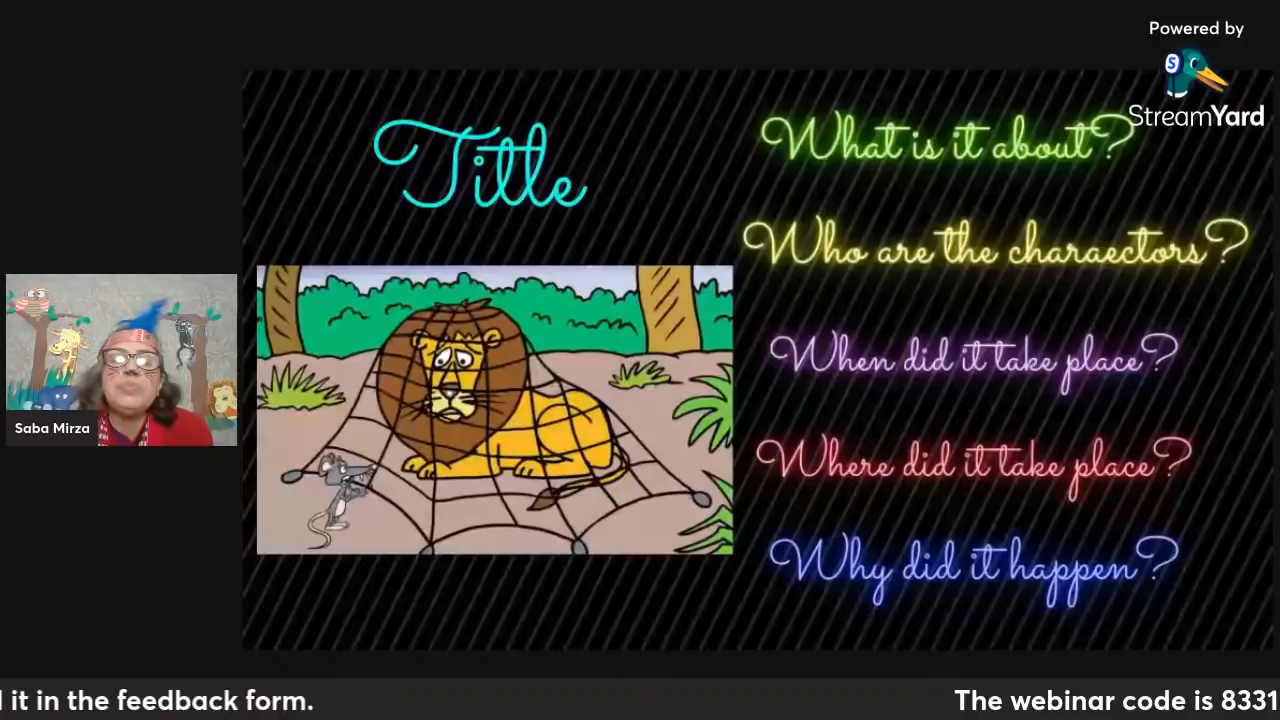 Powered by
StreamYard
Title
What is it about?
Who are the charaectors?
When did it take place?
Where did it take place?
Why did it happen?
Saba Mirza
it in the feedback form.
The webinar code is 8331